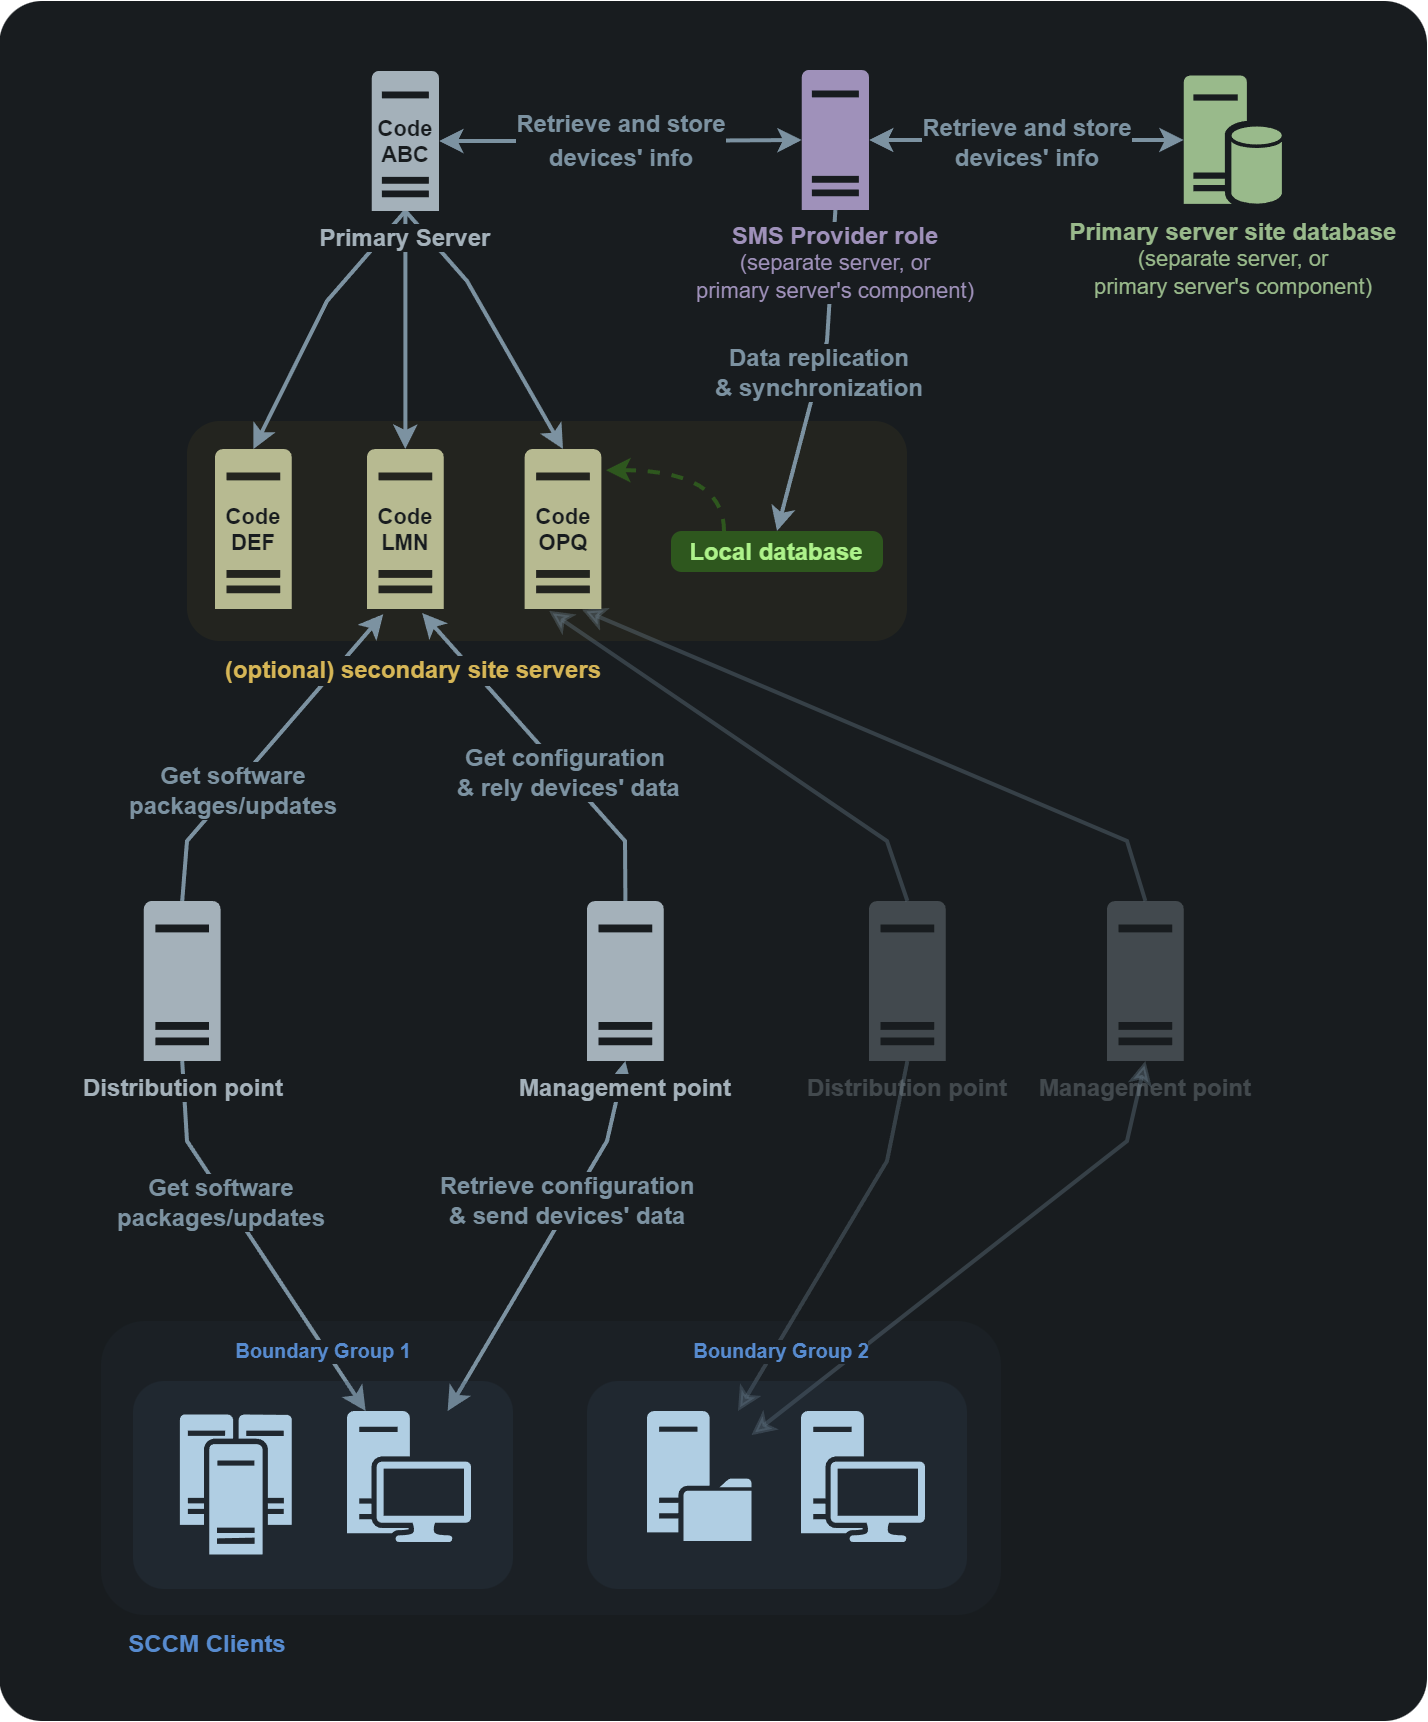 Code
ABC
Retrieve and store
devices' info
Retrieve and store
devices' info
Primary Server
SMS Provider role
(separate server, or
primary server's component)
Primary server site database
(separate server, or
primary server's component)
Data replication
& synchronization
Code
DEF
Code
LMN
Code
OPQ
Local database
(optional) secondary site servers
Get software
packages/updates
Get configuration
& rely devices' data
Distribution point
Management point
Distribution point
Management point
Get software
packages/updates
Retrieve configuration
& send devices' data
Boundary Group 1
Boundary Group 2
SCCM Clients